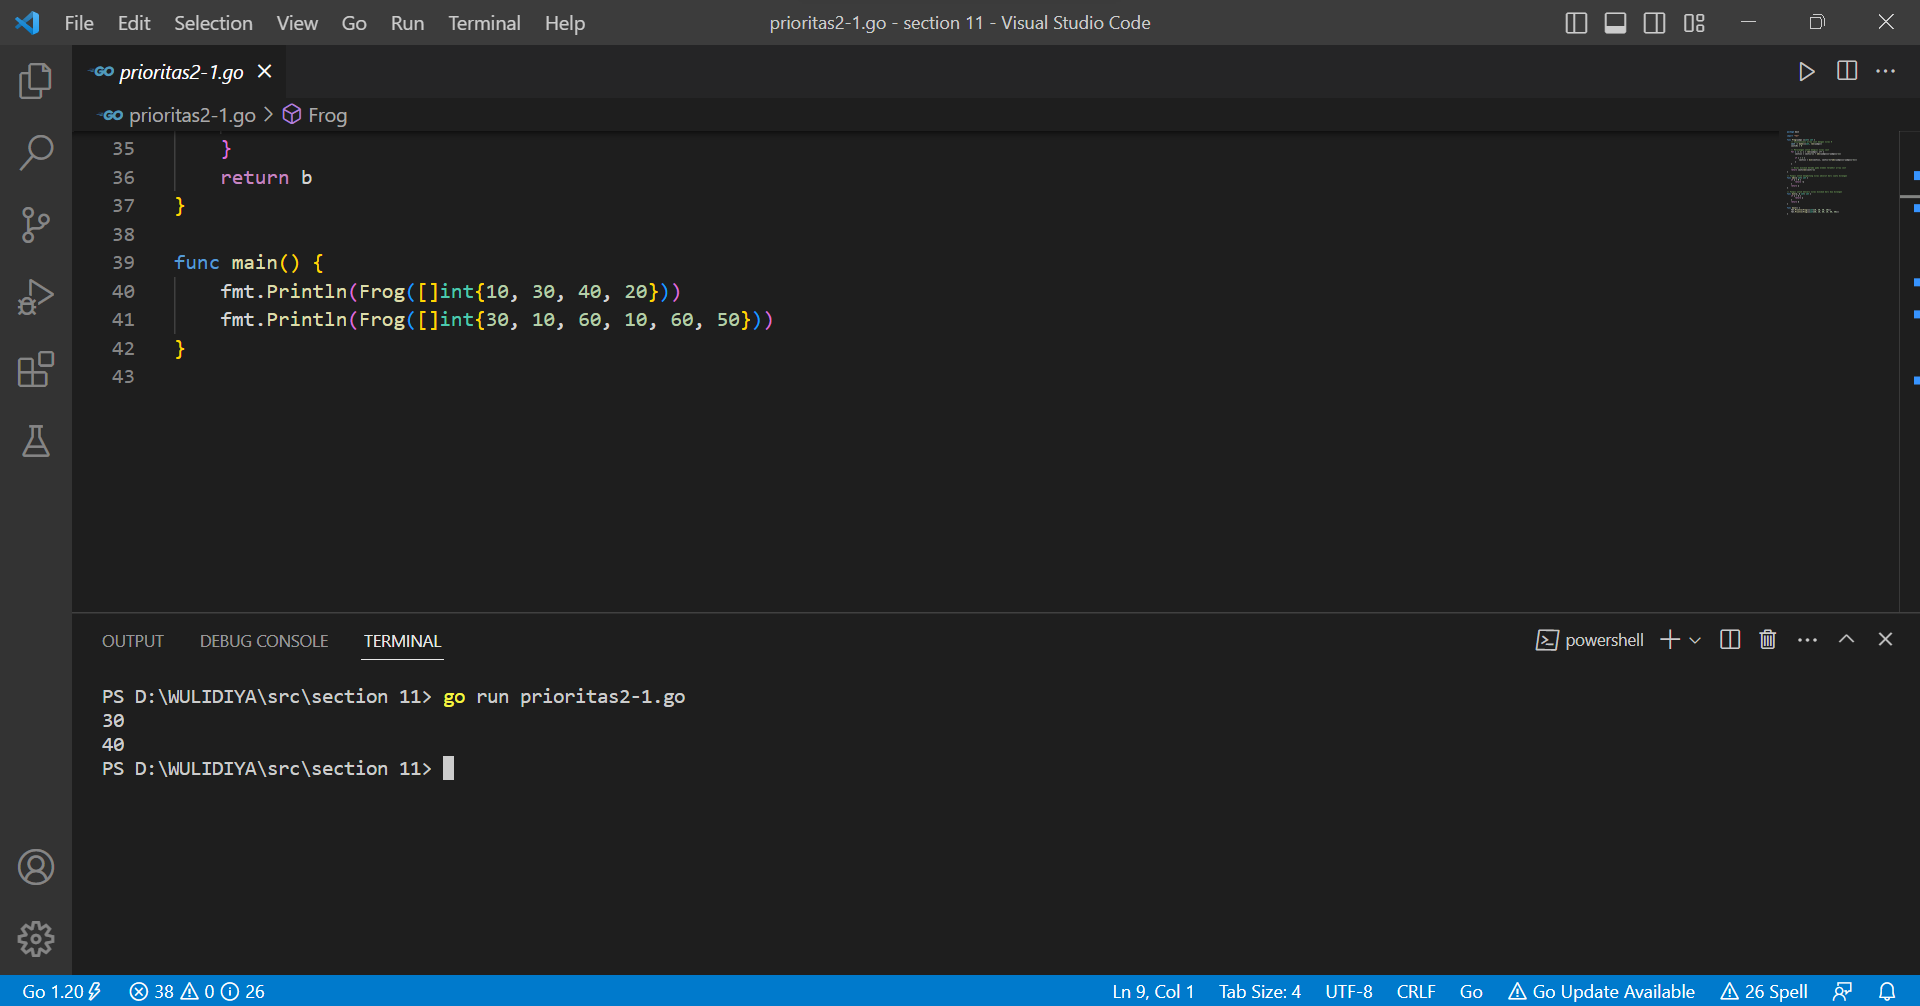 File Edit Selection View Go Run Terminal Help prioritas2-1.go - section 11 - Visual Studio Code
GO prioritas2-1.go
GO prioritas2-1.go > Frog
35 }
36 return b
37 }
38
39 func main() {
40 fmt.Println(Frog([]int{10, 30, 40, 20}))
41 fmt.Println(Frog([]int{30, 10, 60, 10, 60, 50}))
42 }
43
OUTPUT DEBUG CONSOLE TERMINAL powershell
PS D:\WULIDIYA\src\section 11> go run prioritas2-1.go
30
40
PS D:\WULIDIYA\src\section 11>
Go 1.20 38 0 26 Ln 9, Col 1 Tab Size: 4 UTF-8 CRLF Go Go Update Available 26 Spell